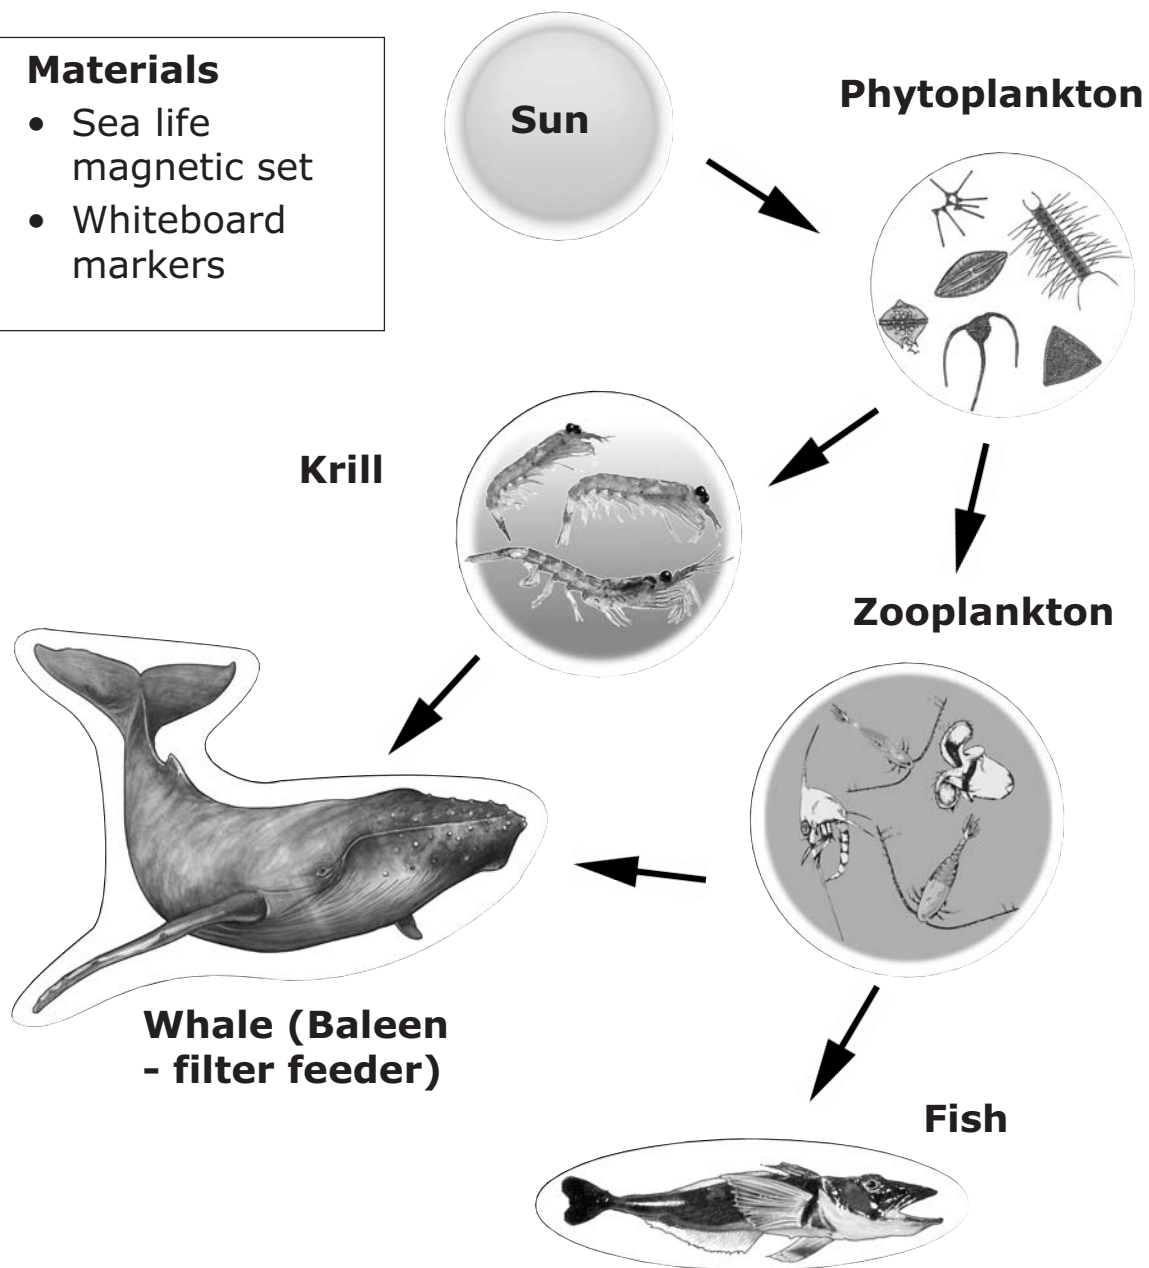 Materials
• Sea life
magnetic set
• Whiteboard
markers
Sun
Phytoplankton
Krill
Zooplankton
Whale (Baleen
- filter feeder)
Fish